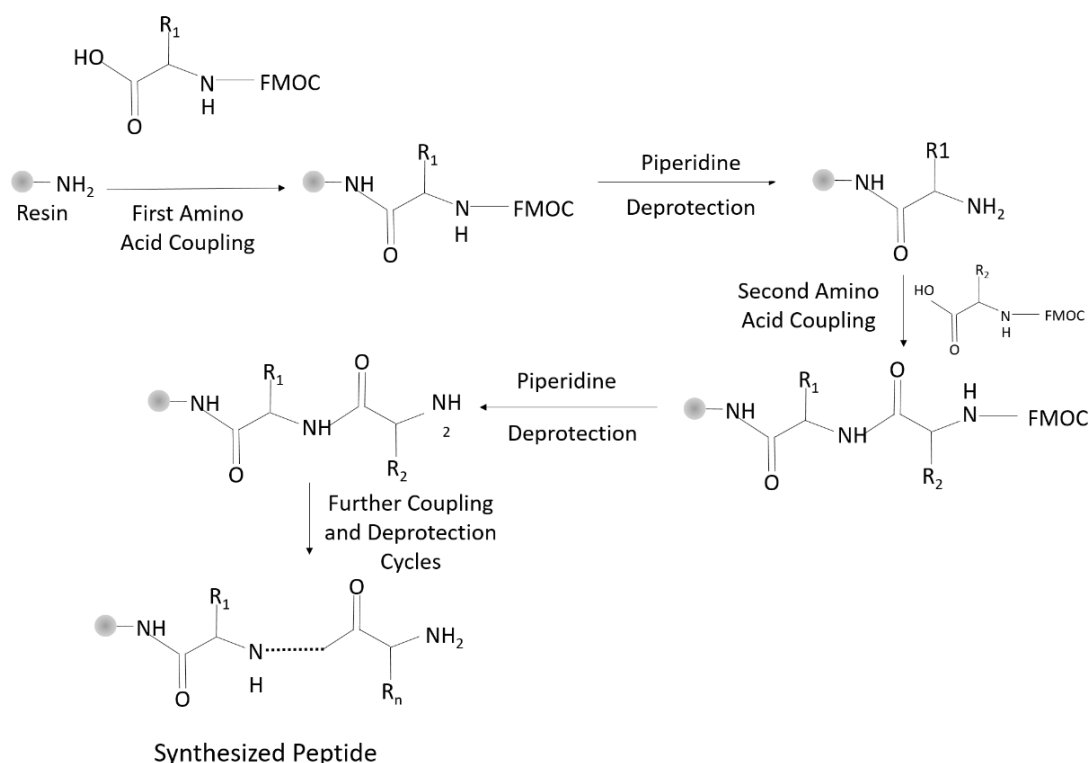 R1
HO
N
H
FMOC
O
NH2
Resin
First Amino
Acid Coupling
R1
NH
N
H
FMOC
O
Piperidine
Deprotection
R1
NH
NH2
O
Second Amino
Acid Coupling
R2
HO
N
H
FMOC
O
R1
O
H
NH
NH
N
FMOC
O
R2
Piperidine
Deprotection
R1
O
NH
NH
NH
2
O
R2
Further Coupling
and Deprotection
Cycles
R1
O
NH
N
H
NH2
O
Rn
Synthesized Peptide